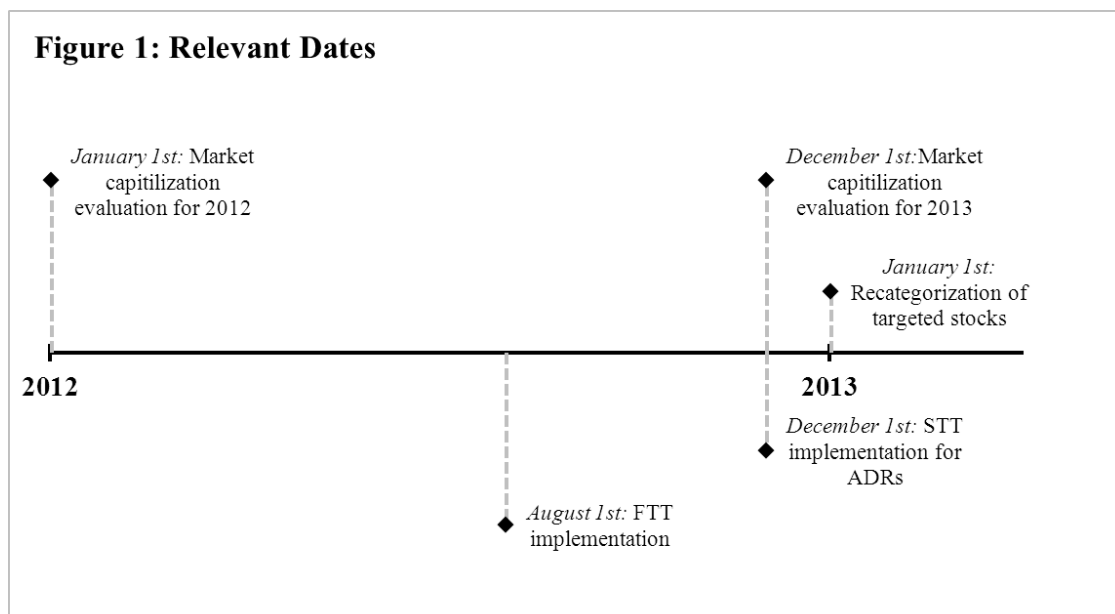 Figure 1: Relevant Dates
January 1st: Market
capitilization
evaluation for 2012
December 1st:Market
capitilization
evaluation for 2013
January 1st:
Recategorization of
targeted stocks
2012
2013
December 1st: STT
implementation for
ADRs
August 1st: FTT
implementation